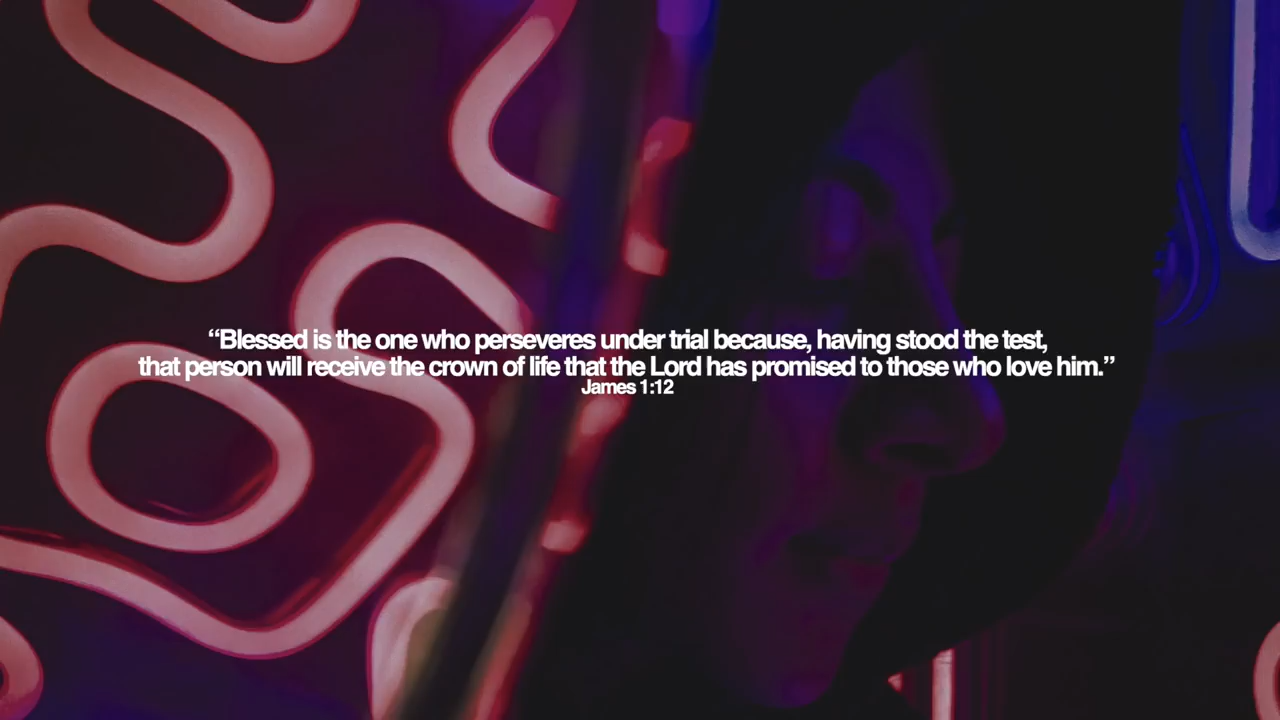 “Blessed is the one who perseveres under trial because, having stood the test,
that person will receive the crown of life that the Lord has promised to those who love him.”
James 1:12